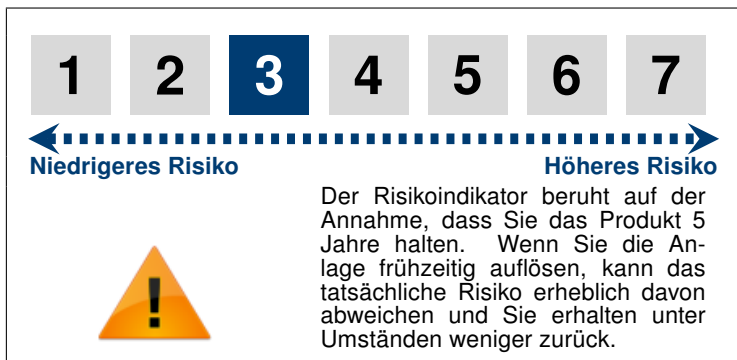 1 2 3 4 5 6 7
Niedrigeres Risiko Höheres Risiko
Der Risikoindikator beruht auf der
Annahme, dass Sie das Produkt 5
Jahre halten. Wenn Sie die An-
lage frühzeitig auflösen, kann das
tatsächliche Risiko erheblich davon
abweichen und Sie erhalten unter
Umständen weniger zurück.
!